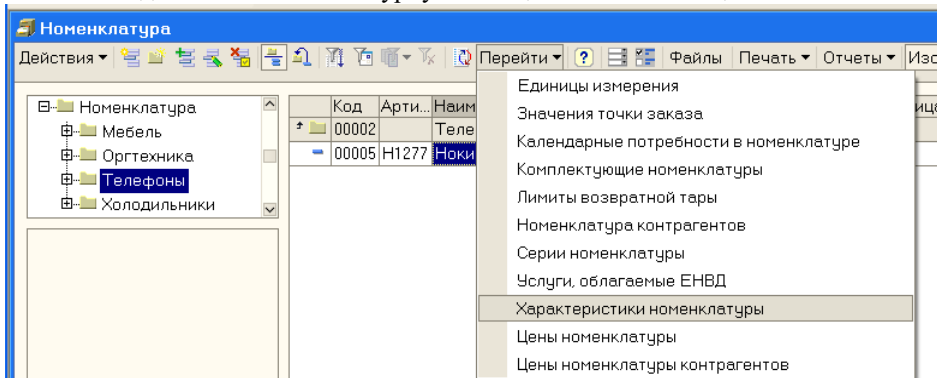 Номенклатура
Действия Перейти ? Файлы Печать Отчеты
Номенклатура
Мебель
Оргтехника
Телефоны
Холодильники
Код Арти... Наим
00002 Теле
00005 Н1277 Ноки
Единицы измерения
Значения точки заказа
Календарные потребности в номенклатуре
Комплектующие номенклатуры
Лимиты возвратной тары
Номенклатура контрагентов
Серии номенклатуры
Услуги, облагаемые ЕНВД
Характеристики номенклатуры
Цены номенклатуры
Цены номенклатуры контрагентов